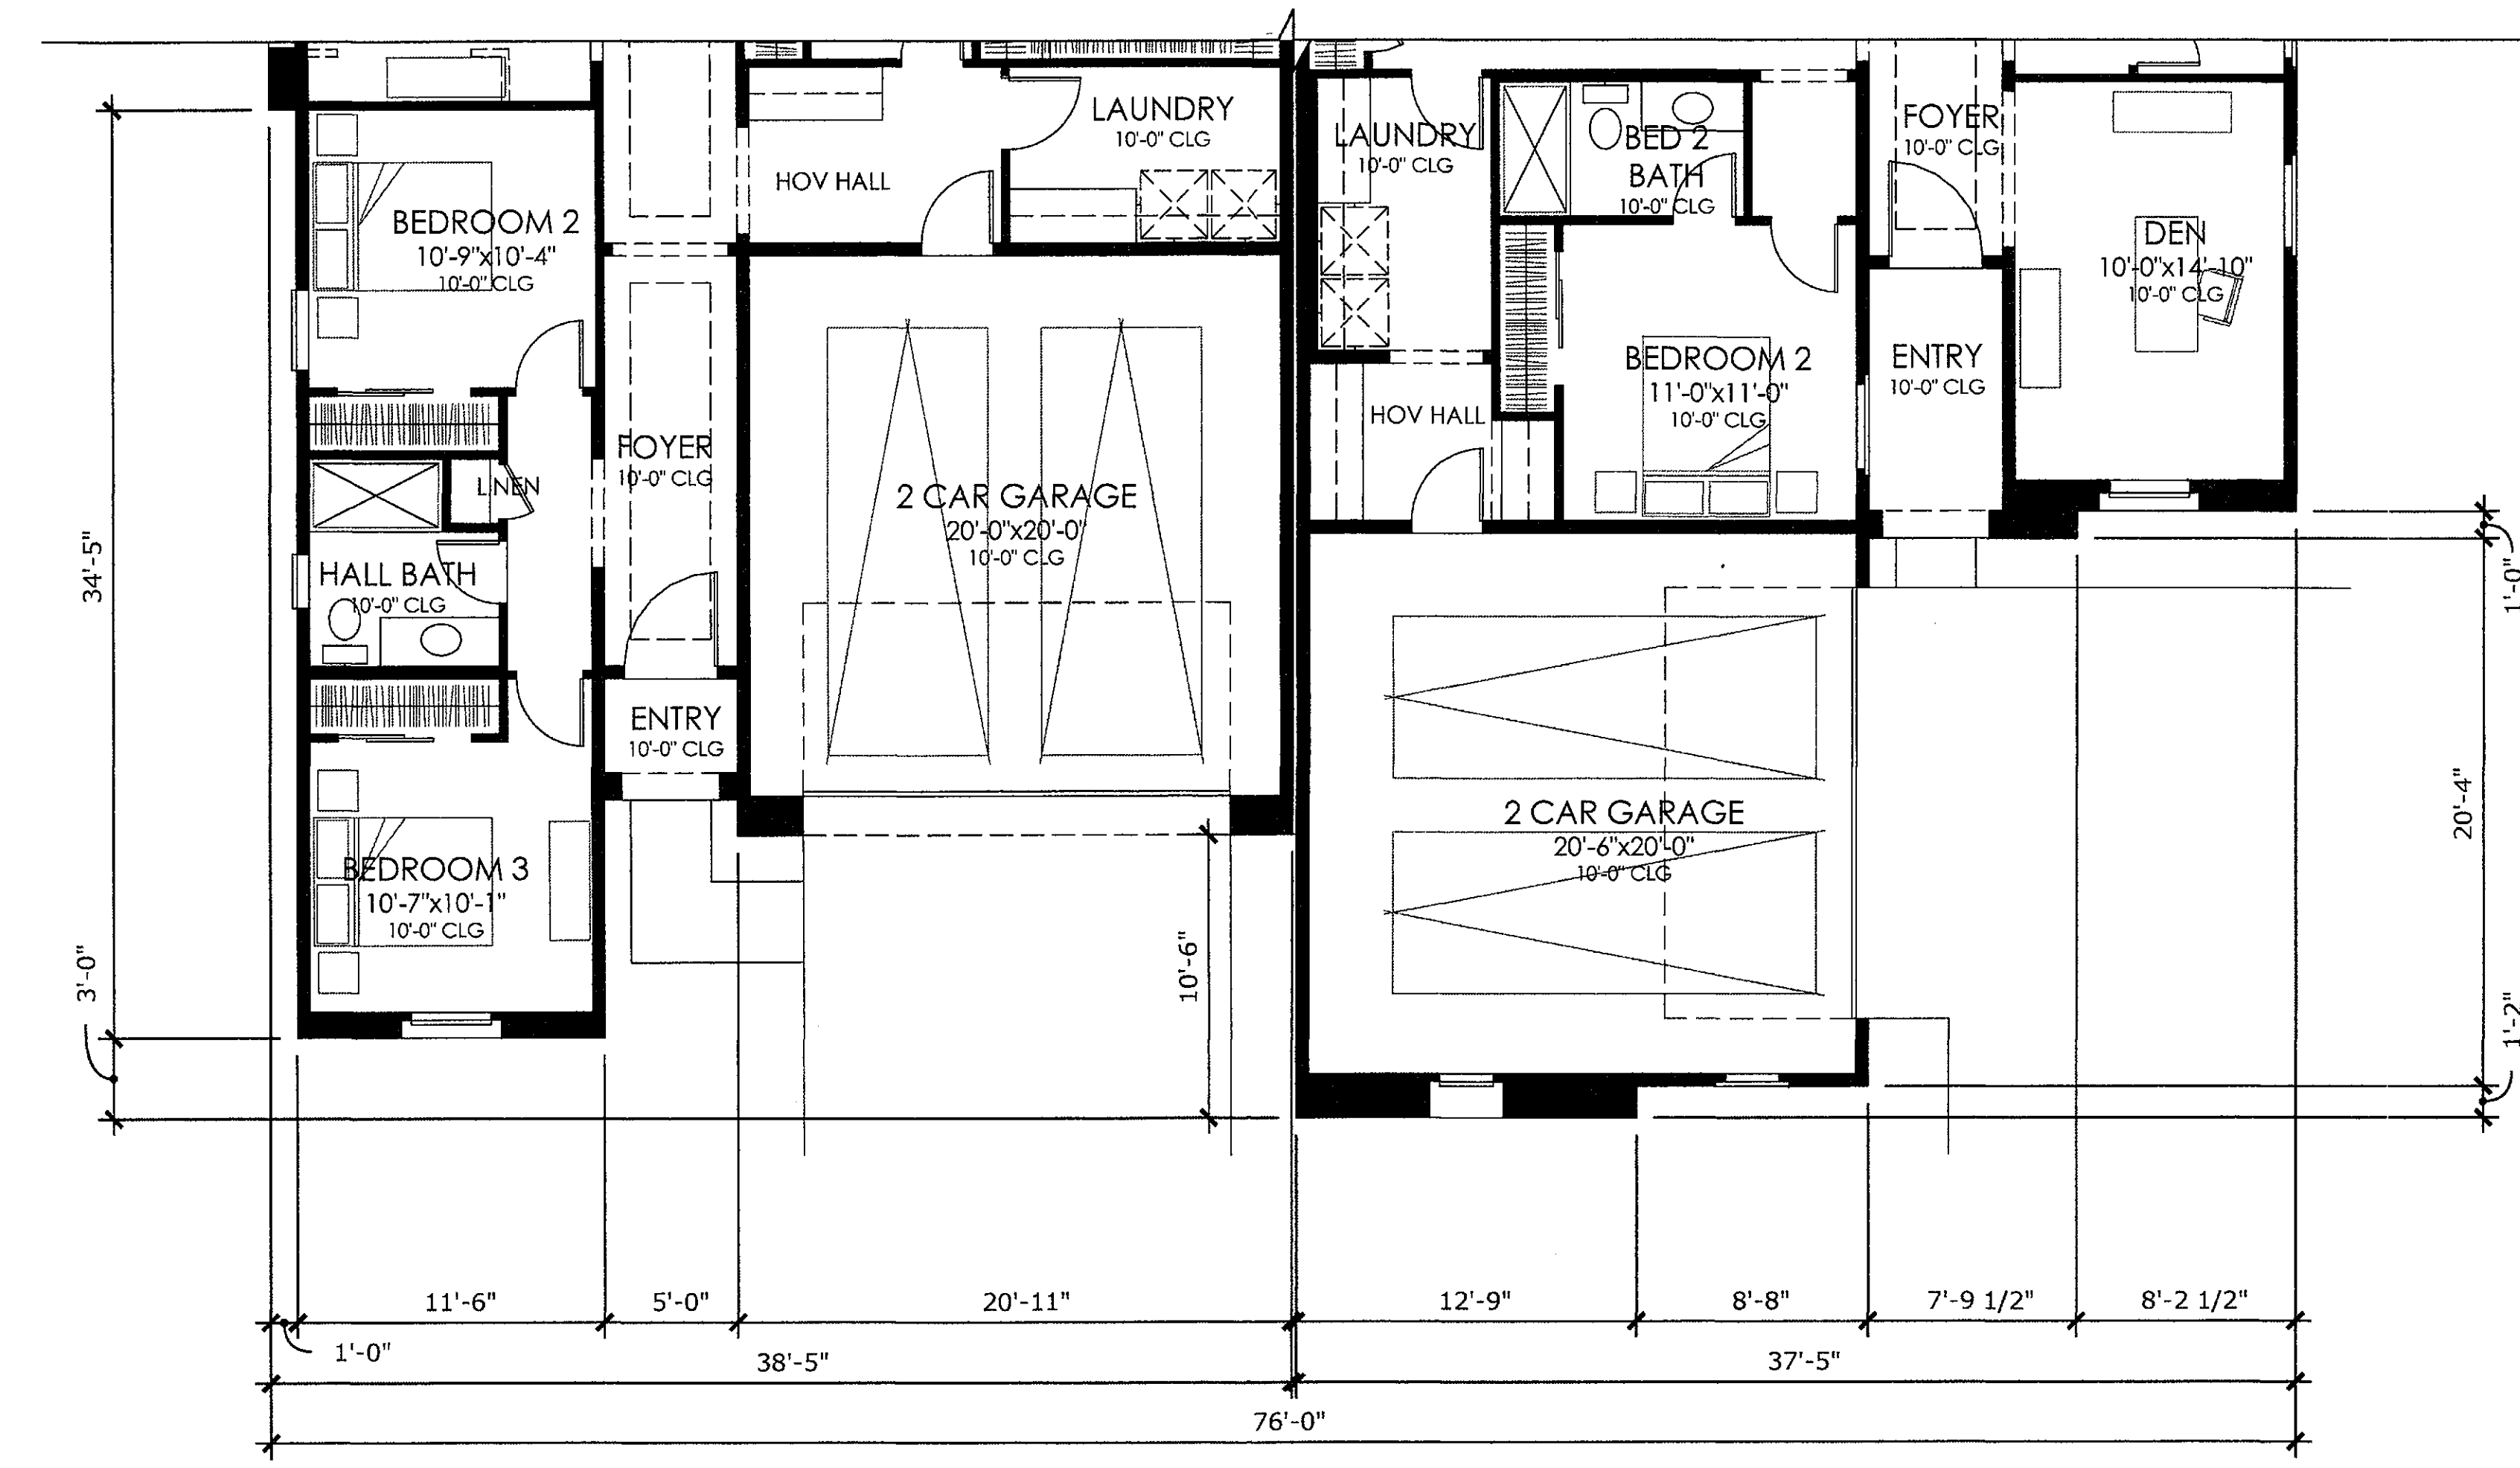 LAUNDRY
10'-0" CLG
HOV HALL
BEDROOM 2
10'-9"x10'-4"
10'-0" CLG
FOYER
10'-0" CLG
2 CAR GARAGE
20'-0"x20'-0"
10'-0" CLG
LINEN
HALL BATH
10'-0" CLG
ENTRY
10'-0" CLG
BEDROOM 3
10'-7"x10'-1"
10'-0" CLG
34'-5"
3'-0"
10'-6"
LAUNDRY
10'-0" CLG
BED 2
BATH
10'-0" CLG
FOYER
10'-0" CLG
DEN
10'-0"x14'-10"
10'-0" CLG
BEDROOM 2
11'-0"x11'-0"
10'-0" CLG
ENTRY
10'-0" CLG
HOV HALL
2 CAR GARAGE
20'-6"x20'-0"
10'-0" CLG
1'-0"
20'-4"
1'-2"
11'-6"
5'-0"
20'-11"
12'-9"
8'-8"
7'-9 1/2"
8'-2 1/2"
1'-0"
38'-5"
37'-5"
76'-0"